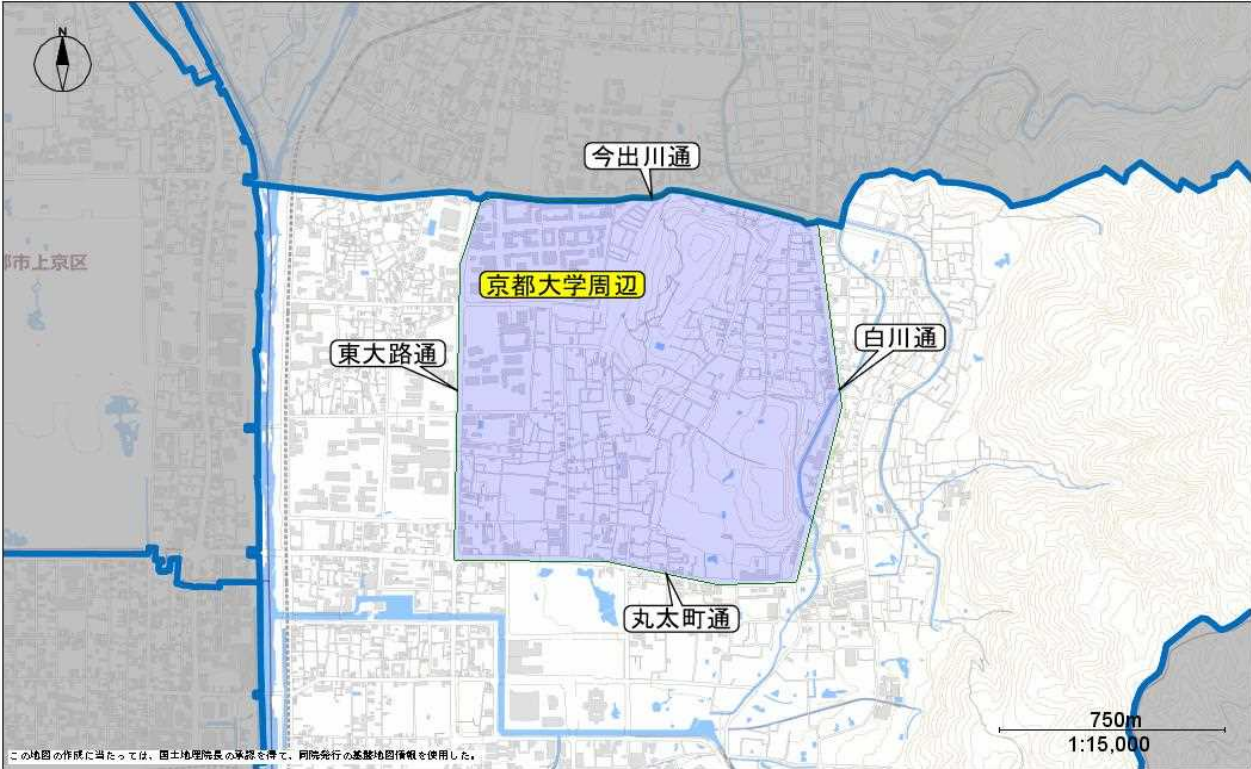 N
今出川通
都市上京区
京都大学周辺
東大路通
白川通
丸太町通
750m
1:15,000
この地図の作成に当たっては、国土地理院長の承認を得て、同院発行の基盤地図情報を使用した。